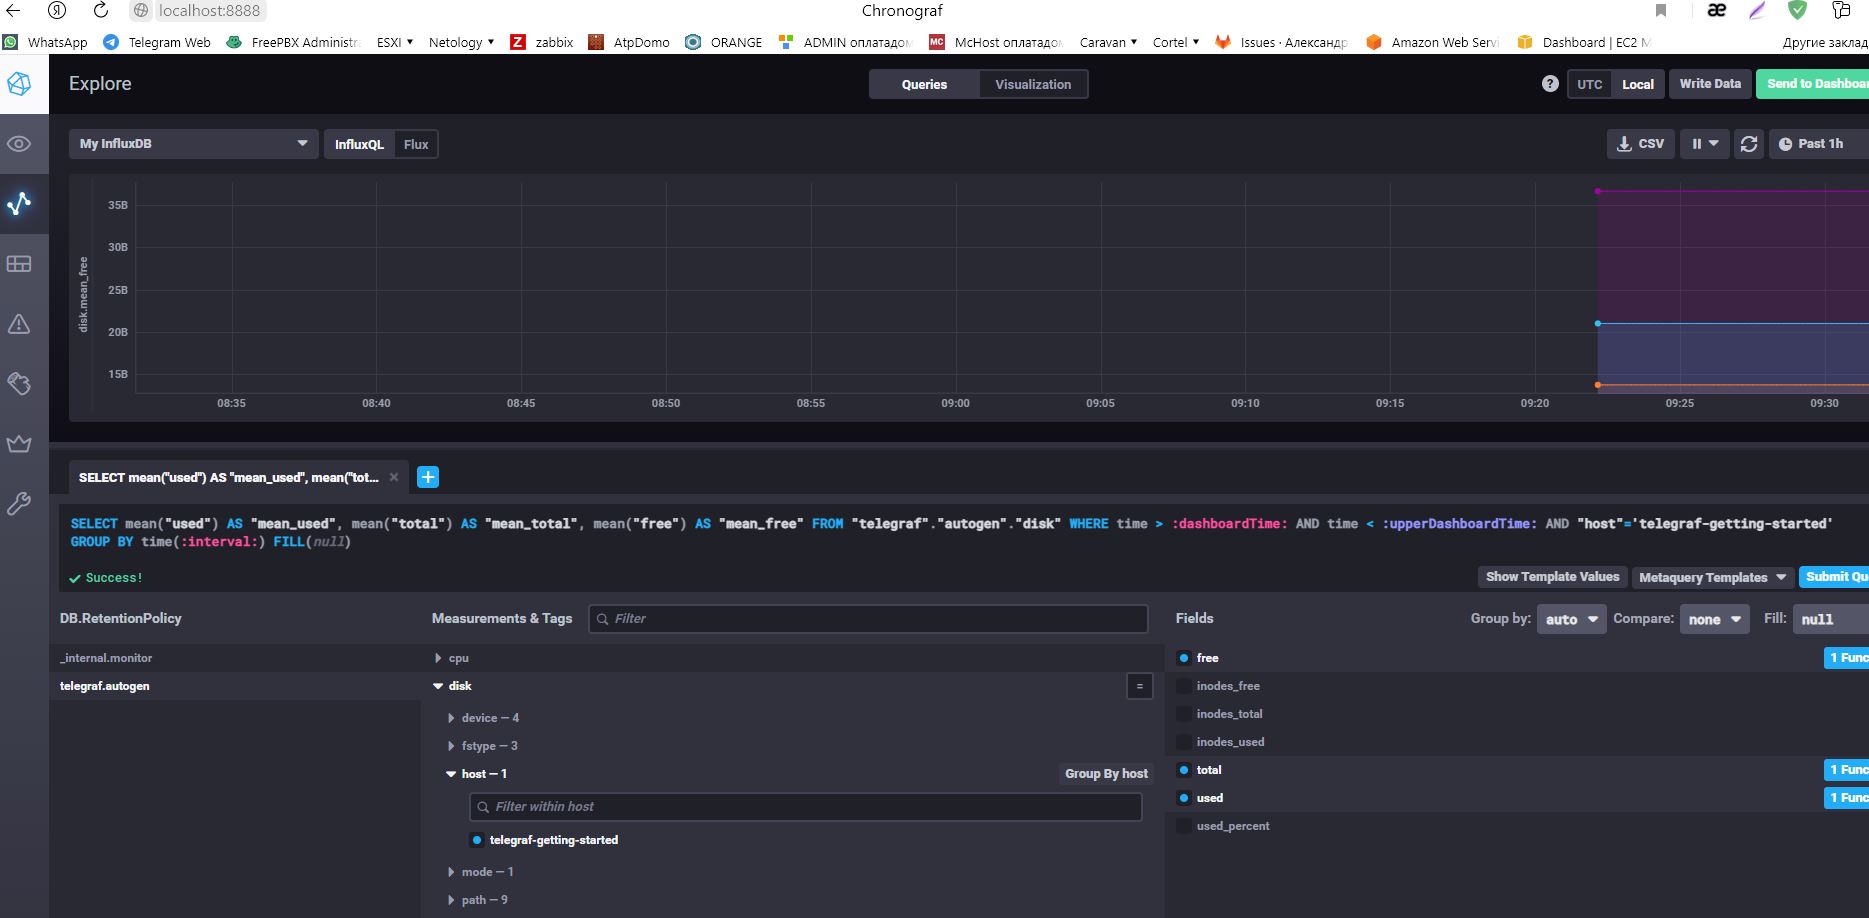 localhost:8888
Chronograf
WhatsApp
Telegram Web
FreePBX Administra
ESXI
Netology
zabbix
AtpDomo
ORANGE
ADMIN оплатадом
McHost оплатадом
Caravan
Cortel
Issues · Александр
Amazon Web Servi
Dashboard | EC2 M
Другие заклад
Explore
Queries
Visualization
?
UTC
Local
Write Data
Send to Dashboar
My InfluxDB
InfluxQL
Flux
CSV
Past 1h
disk.mean_free
35B
30B
25B
20B
15B
08:35
08:40
08:45
08:50
08:55
09:00
09:05
09:10
09:15
09:20
09:25
09:30
SELECT mean("used") AS "mean_used", mean("tot...
SELECT mean("used") AS "mean_used", mean("total") AS "mean_total", mean("free") AS "mean_free" FROM "telegraf"."autogen"."disk" WHERE time > :dashboardTime: AND time < :upperDashboardTime: AND "host"='telegraf-getting-started'
GROUP BY time(:interval:) FILL(null)
Success!
Show Template Values
Metaquery Templates
Submit Qu
DB.RetentionPolicy
Measurements & Tags
Filter
Fields
Group by:
auto
Compare:
none
Fill:
null
_internal.monitor
telegraf.autogen
cpu
disk
=
device — 4
fstype — 3
host — 1
Group By host
Filter within host
telegraf-getting-started
mode — 1
path — 9
free
1 Func
inodes_free
inodes_total
inodes_used
total
1 Func
used
1 Func
used_percent